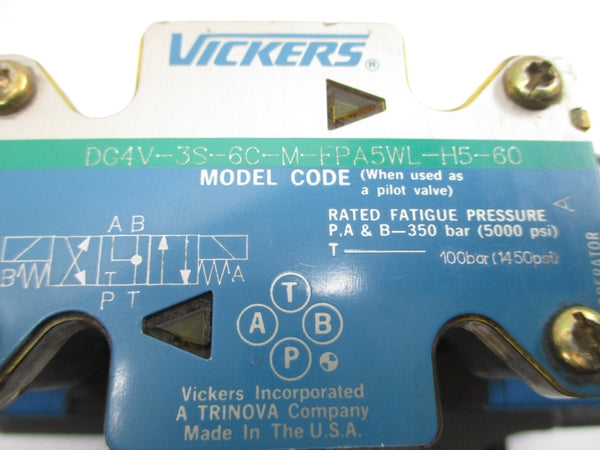 VICKERS®
DG4V-3S-6C-M-FPA5WL-H5-60
MODEL CODE (When used as
a pilot valve)
RATED FATIGUE PRESSURE
P,A & B—350 bar (5000 psi)
T 100bar (1450psi)
A
A B
B A
T
P T
T
A B
P
Vickers Incorporated
A TRINOVA Company
Made In The U.S.A.